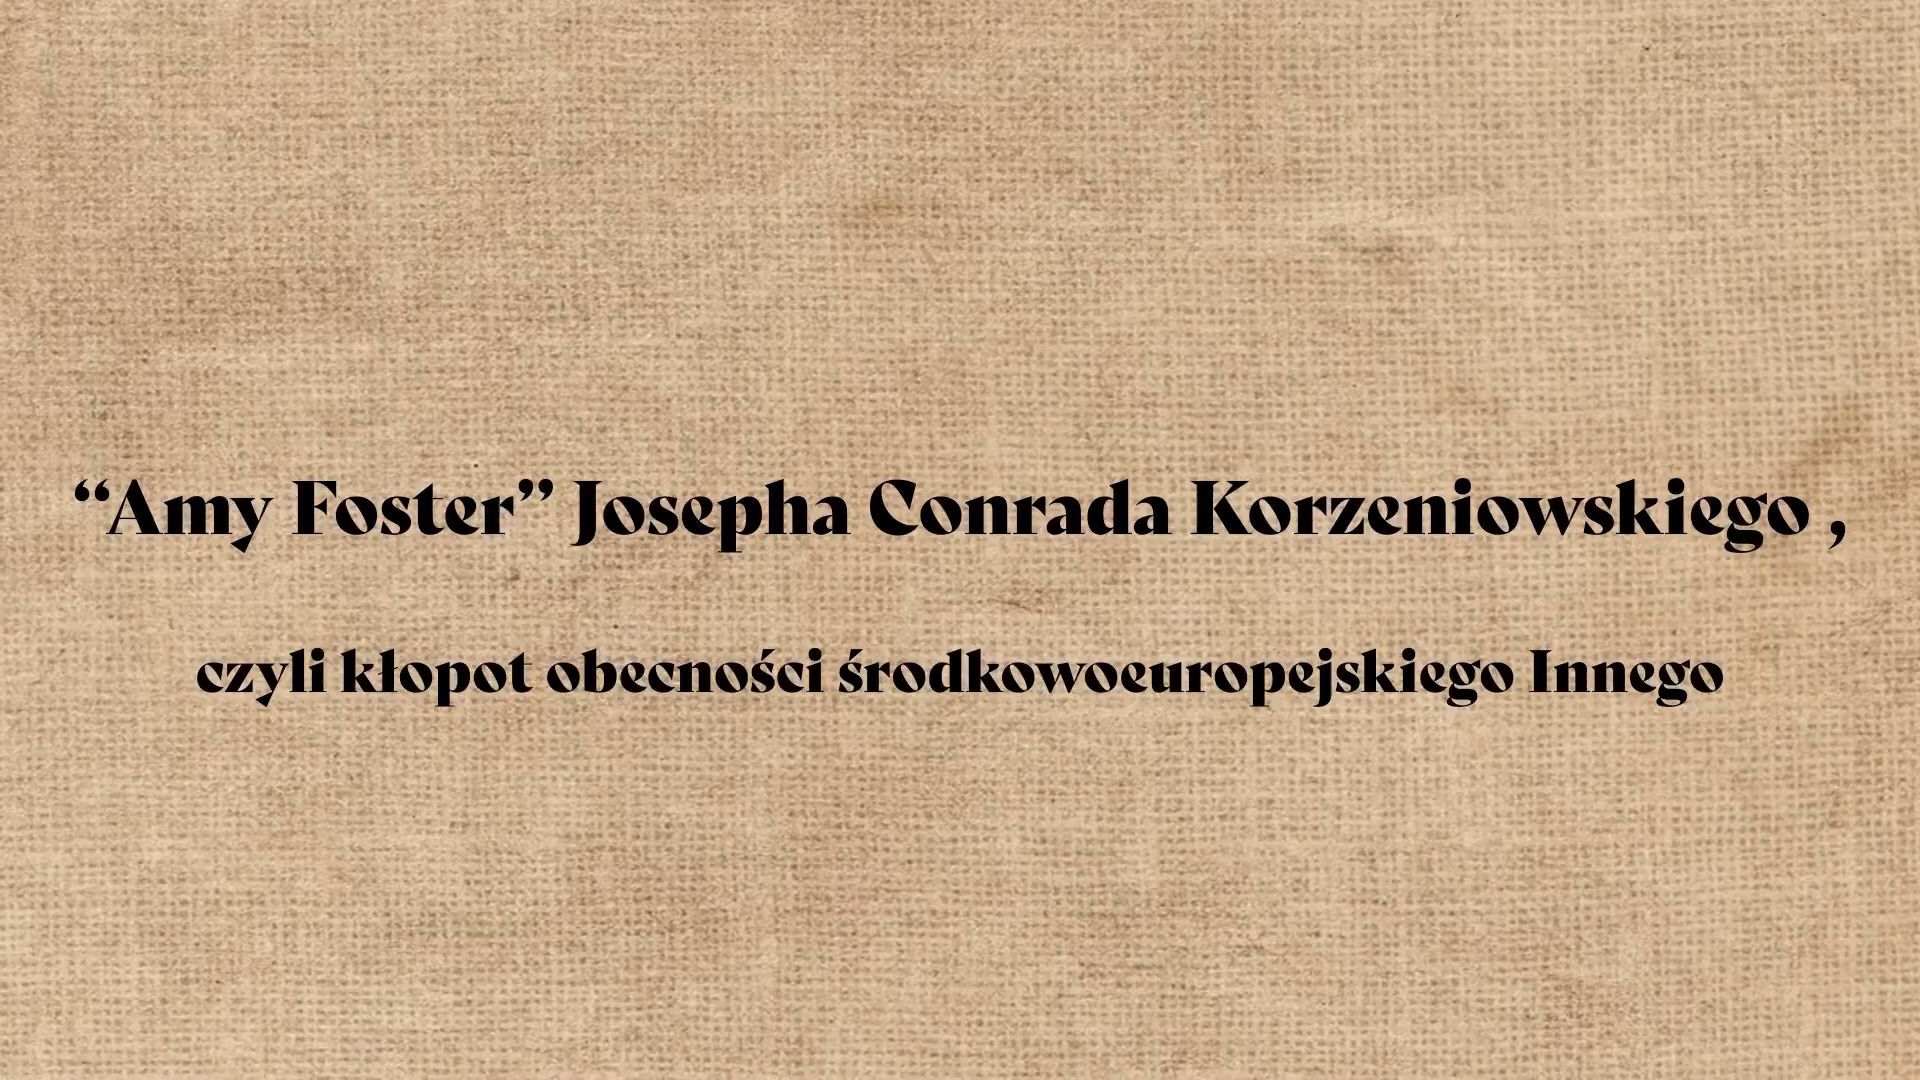 “Amy Foster” Josepha Conrada Korzeniowskiego ,
czyli kłopot obecności środkowoeuropejskiego Innego